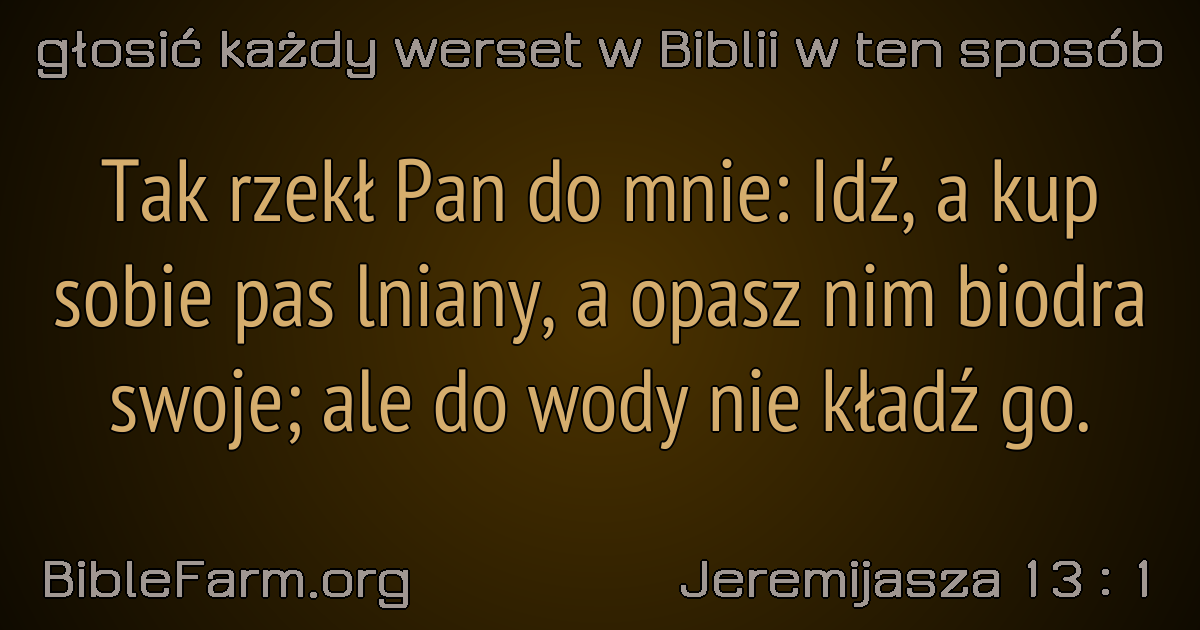 głosić każdy werset w Biblii w ten sposób
Tak rzekł Pan do mnie: Idź, a kup
sobie pas lniany, a opasz nim biodra
swoje; ale do wody nie kładź go.
BibleFarm.org
Jeremijasza 13 : 1